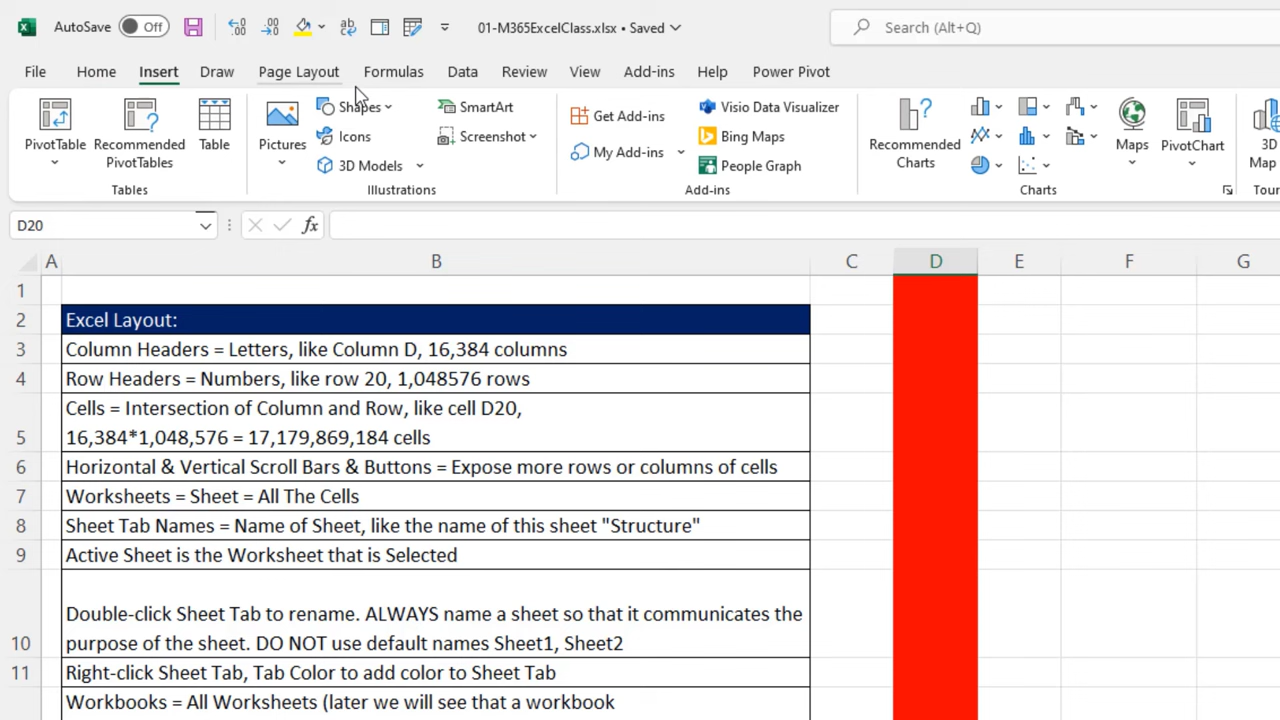 AutoSave Off 01-M365ExcelClass.xlsx • Saved Search (Alt+Q)
File Home Insert Draw Page Layout Formulas Data Review View Add-ins Help Power Pivot
PivotTable
Recommended
PivotTables
Table
Tables
Pictures
Shapes
Icons
3D Models
SmartArt
Screenshot
Illustrations
Get Add-ins
My Add-ins
Visio Data Visualizer
Bing Maps
People Graph
Add-ins
Recommended
Charts
Maps
PivotChart
Charts
3D
Map
Tour
D20 fx
A B C D E F G
1
2 Excel Layout:
3 Column Headers = Letters, like Column D, 16,384 columns
4 Row Headers = Numbers, like row 20, 1,048576 rows
Cells = Intersection of Column and Row, like cell D20,
5 16,384*1,048,576 = 17,179,869,184 cells
6 Horizontal & Vertical Scroll Bars & Buttons = Expose more rows or columns of cells
7 Worksheets = Sheet = All The Cells
8 Sheet Tab Names = Name of Sheet, like the name of this sheet "Structure"
9 Active Sheet is the Worksheet that is Selected
Double-click Sheet Tab to rename. ALWAYS name a sheet so that it communicates the
10 purpose of the sheet. DO NOT use default names Sheet1, Sheet2
11 Right-click Sheet Tab, Tab Color to add color to Sheet Tab
Workbooks = All Worksheets (later we will see that a workbook